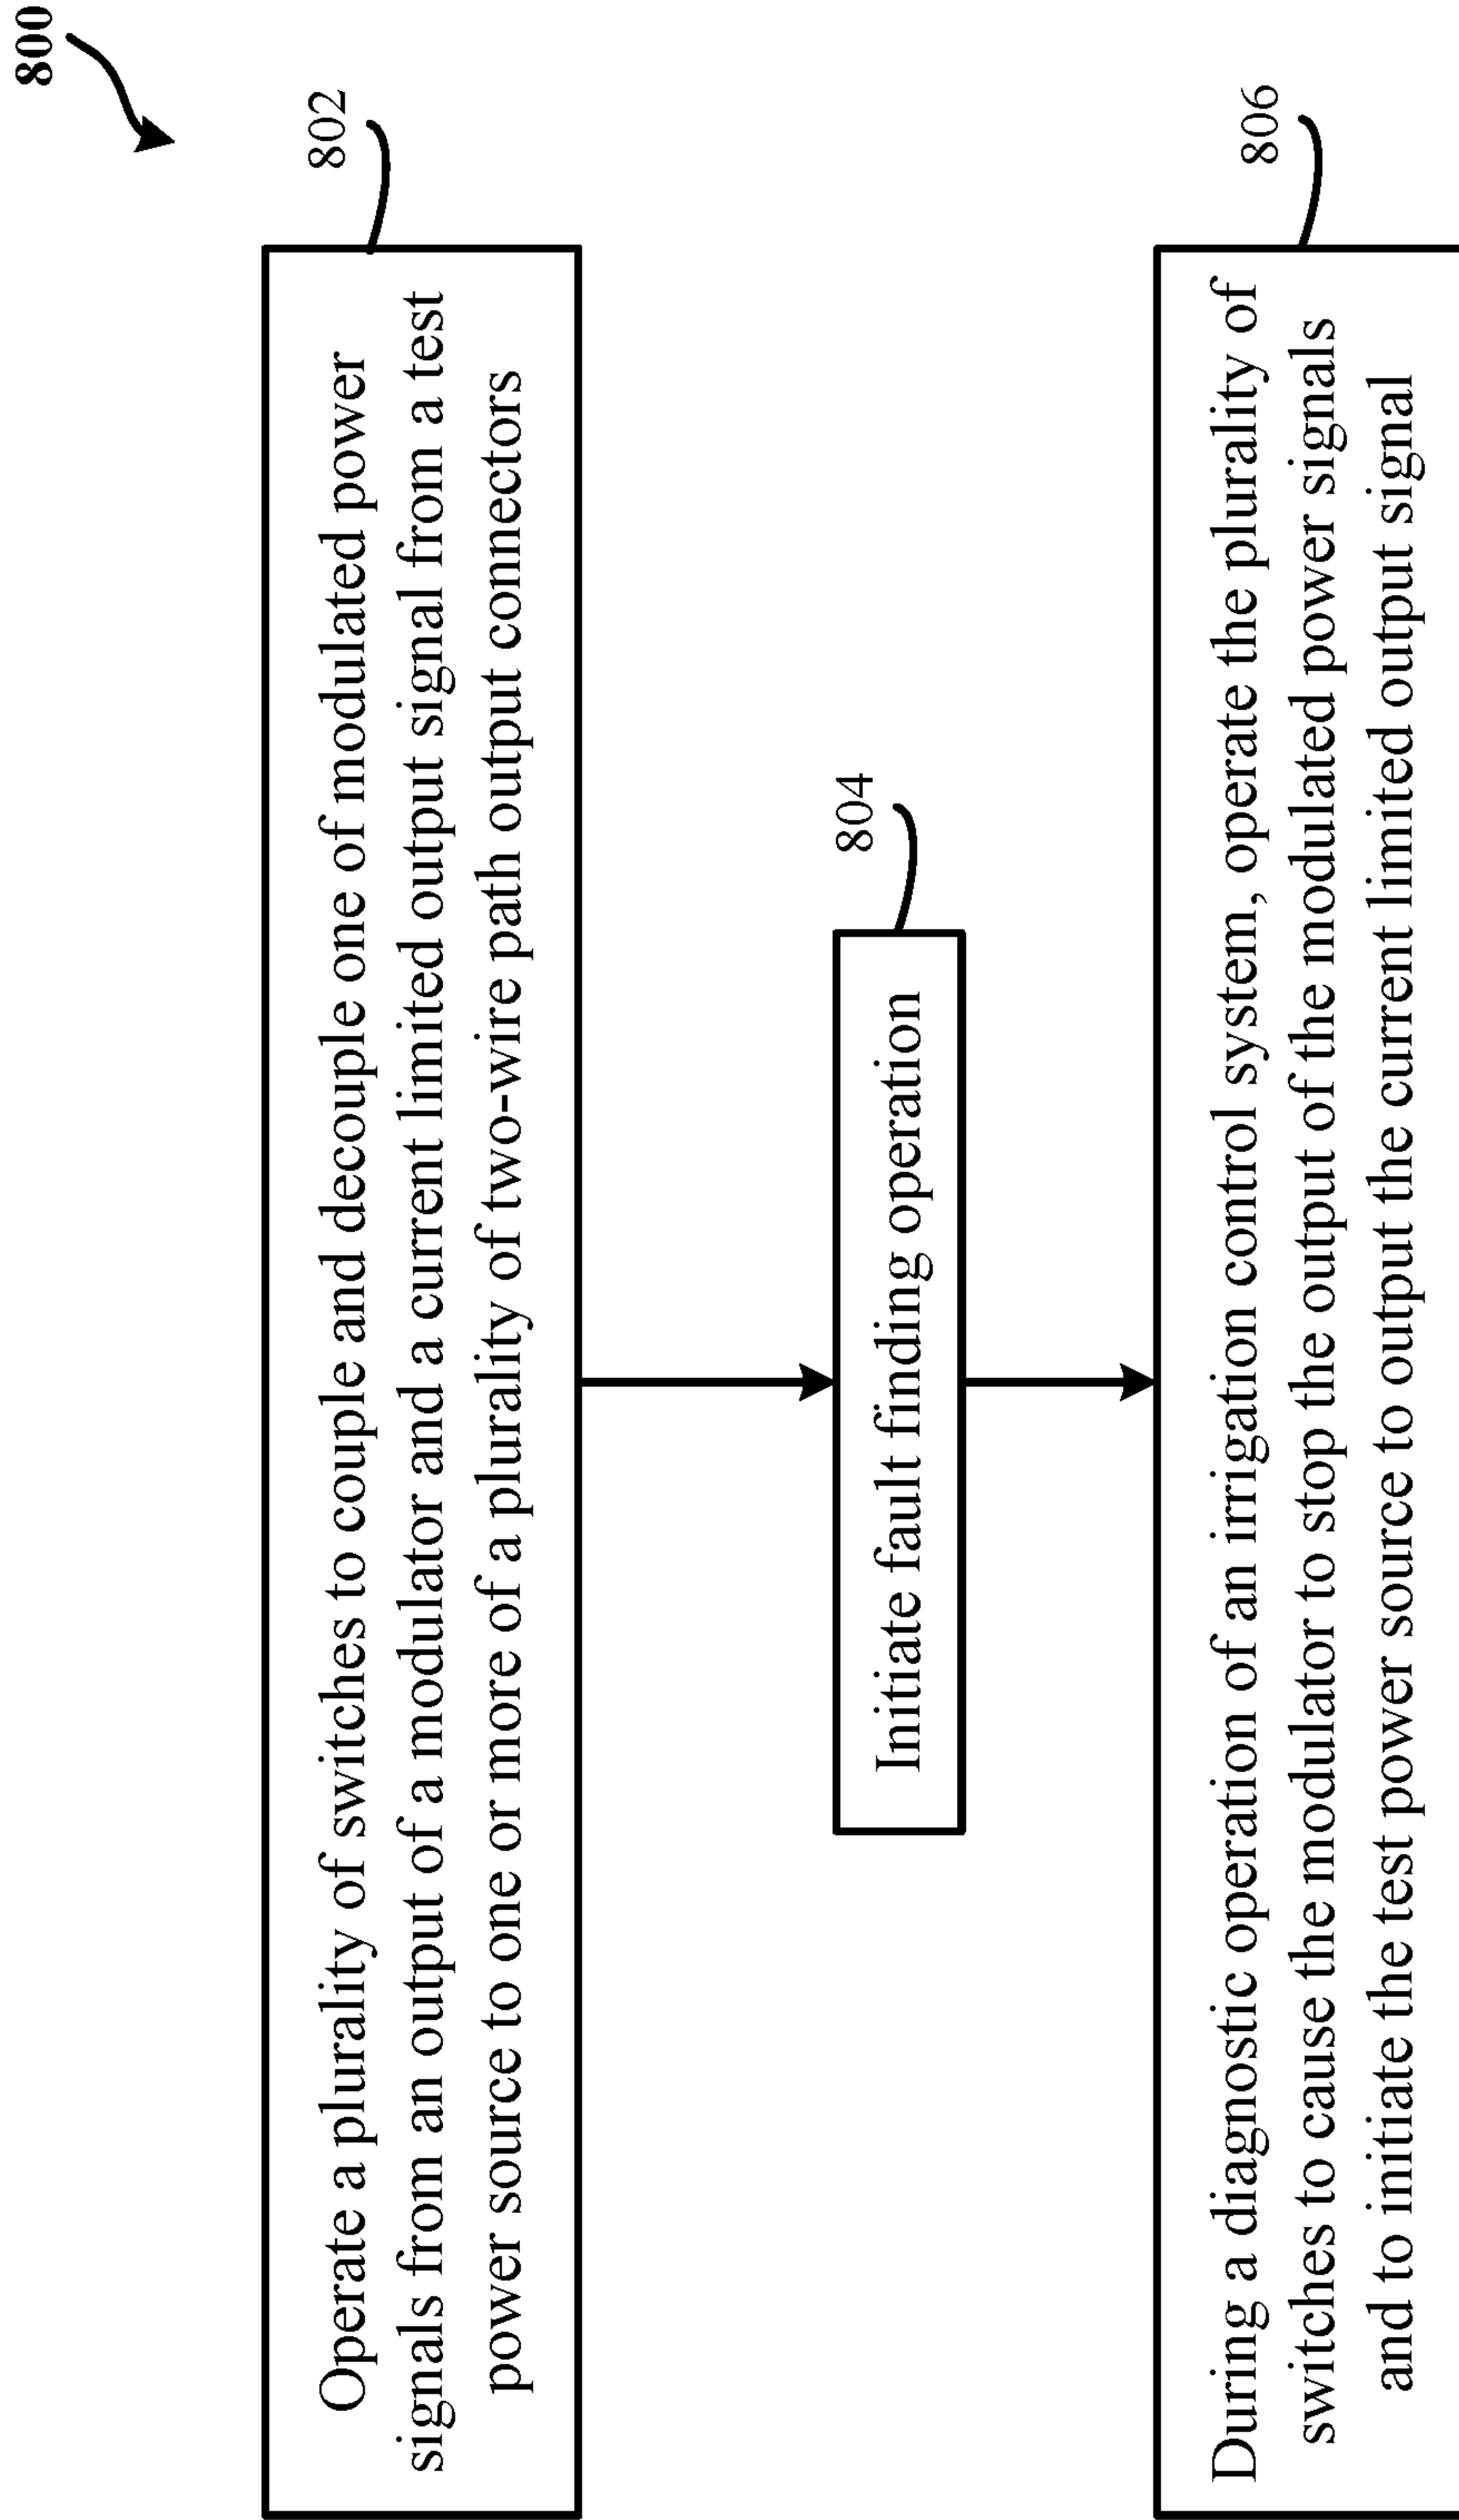 800
802
Operate a plurality of switches to couple and decouple one of modulated power
signals from an output of a modulator and a current limited output signal from a test
power source to one or more of a plurality of two-wire path output connectors
804
Initiate fault finding operation
806
During a diagnostic operation of an irrigation control system, operate the plurality of
switches to cause the modulator to stop the output of the modulated power signals
and to initiate the test power source to output the current limited output signal